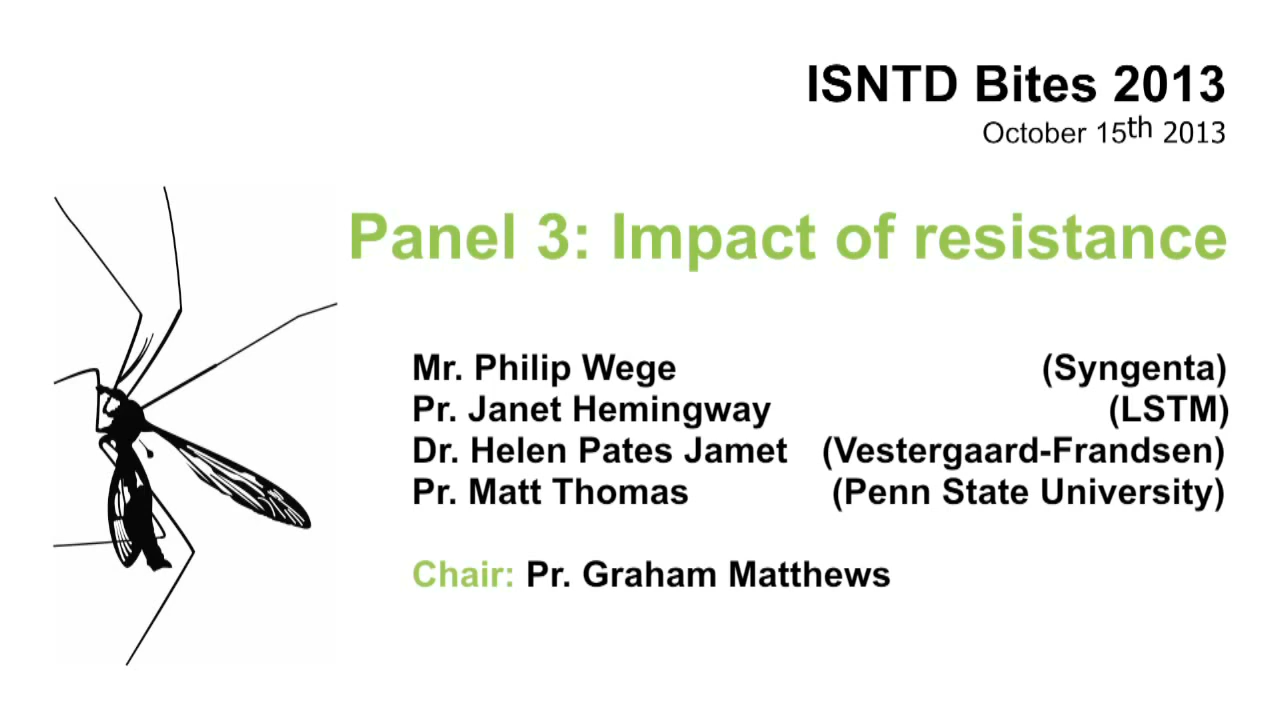 ISNTD Bites 2013
October 15th 2013
Panel 3: Impact of resistance
Mr. Philip Wege (Syngenta)
Pr. Janet Hemingway (LSTM)
Dr. Helen Pates Jamet (Vestergaard-Frandsen)
Pr. Matt Thomas (Penn State University)
Chair: Pr. Graham Matthews